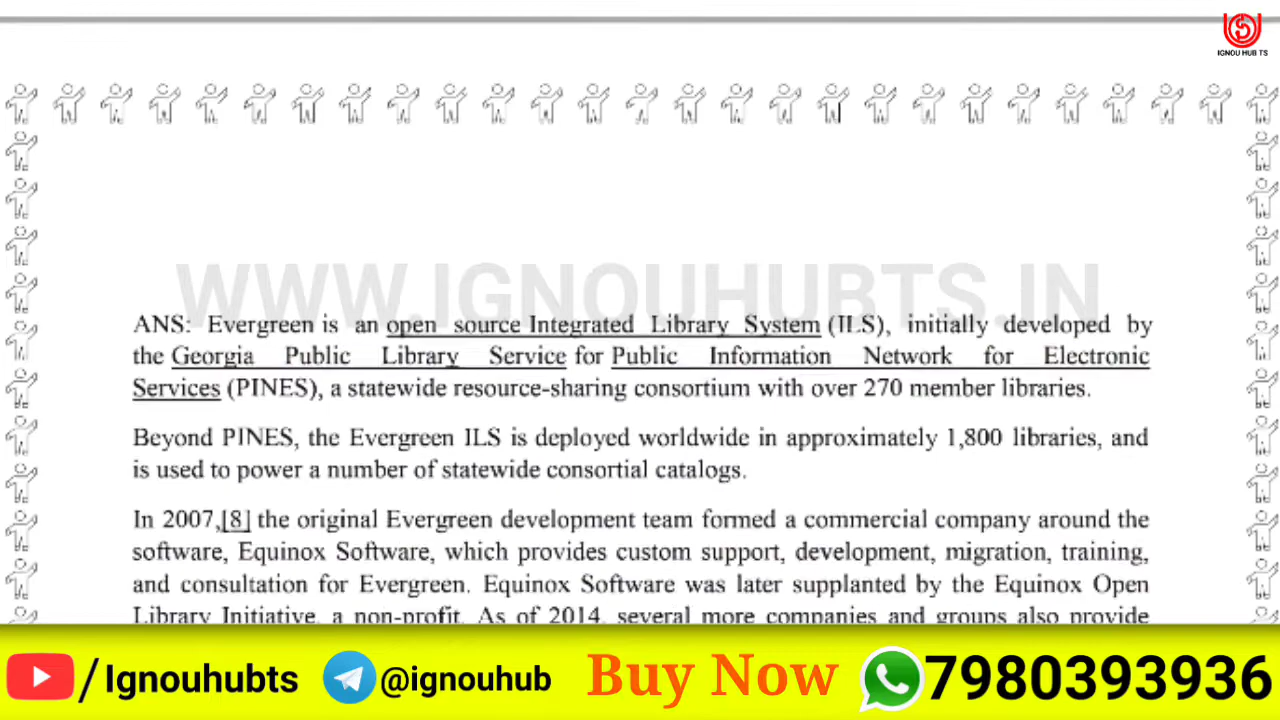 IGNOU HUB TS
WWW.IGNOUHUBTS.IN
ANS: Evergreen is an open source Integrated Library System (ILS), initially developed by
the Georgia Public Library Service for Public Information Network for Electronic
Services (PINES), a statewide resource-sharing consortium with over 270 member libraries.
Beyond PINES, the Evergreen ILS is deployed worldwide in approximately 1,800 libraries, and
is used to power a number of statewide consortial catalogs.
In 2007,[8] the original Evergreen development team formed a commercial company around the
software, Equinox Software, which provides custom support, development, migration, training,
and consultation for Evergreen. Equinox Software was later supplanted by the Equinox Open
Library Initiative, a non-profit. As of 2014, several more companies and groups also provide
/Ignouhubts @ignouhub Buy Now 7980393936